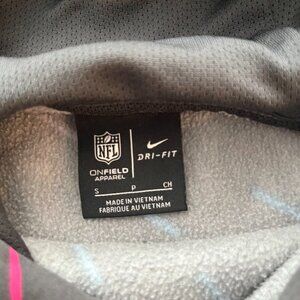 NFL
ONFIELD
APPAREL
DRI-FIT
S P CH
MADE IN VIETNAM
FABRIQUÉ AU VIETNAM